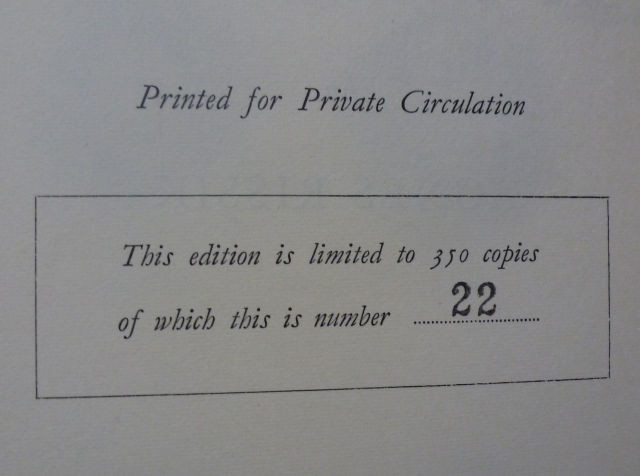 Printed for Private Circulation
This edition is limited to 350 copies
of which this is number 22